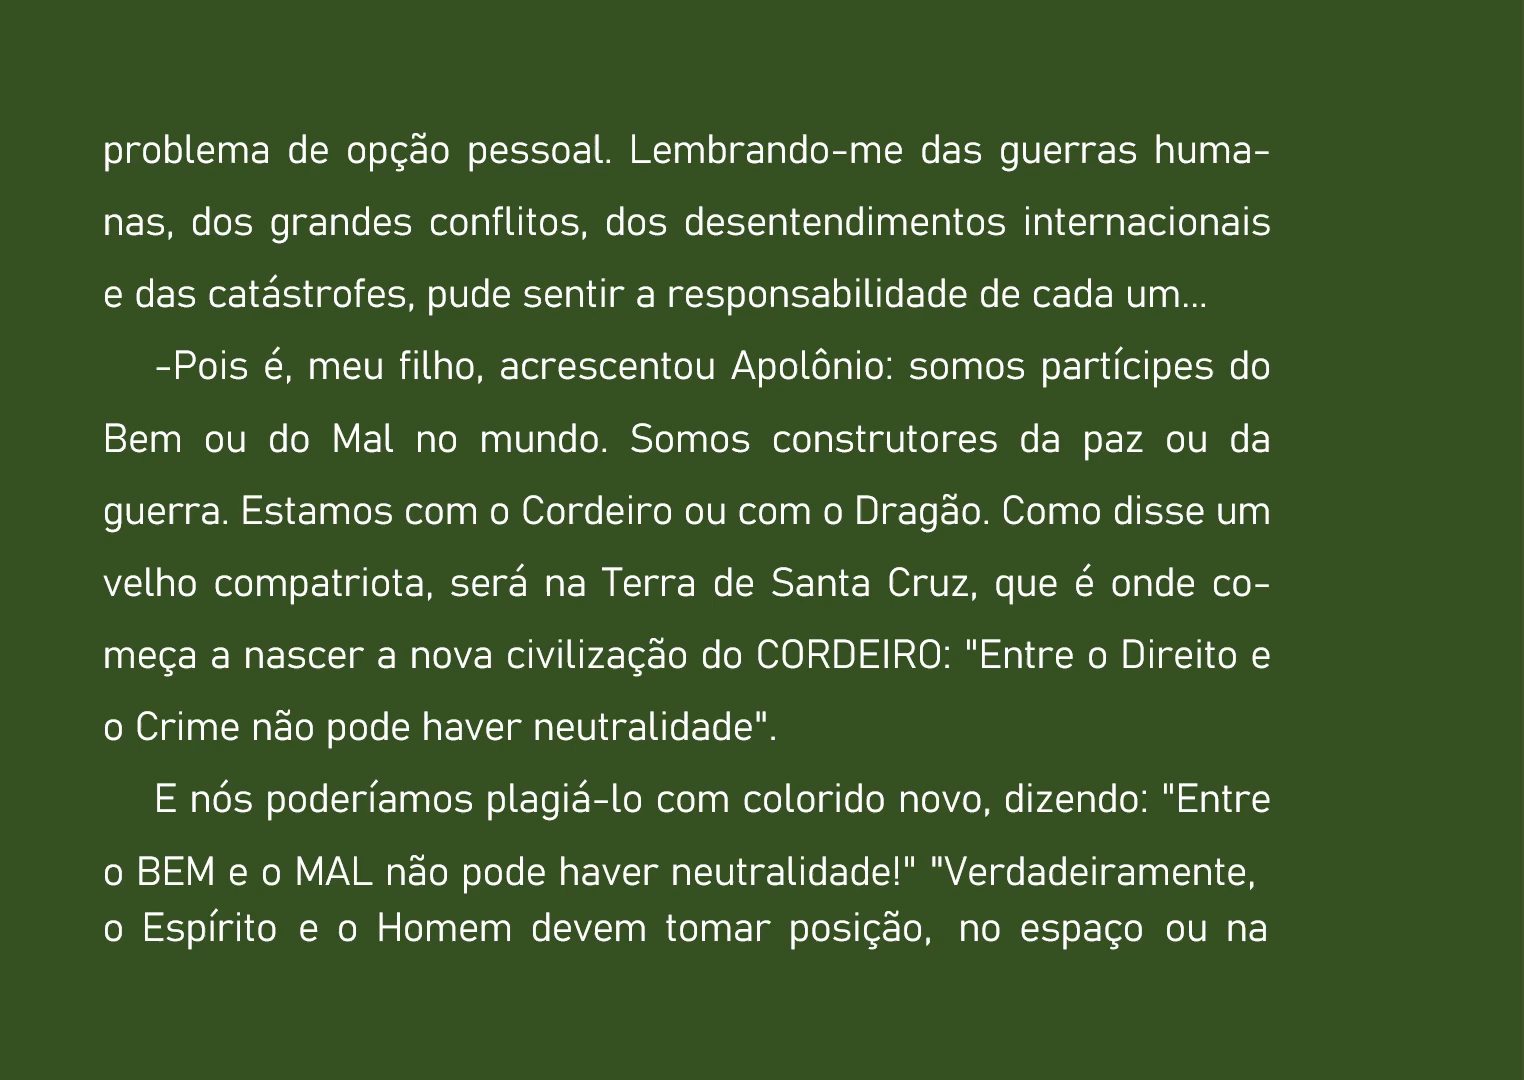 problema de opção pessoal. Lembrando-me das guerras huma-
nas, dos grandes conflitos, dos desentendimentos internacionais
e das catástrofes, pude sentir a responsabilidade de cada um...
-Pois é, meu filho, acrescentou Apolônio: somos partícipes do
Bem ou do Mal no mundo. Somos construtores da paz ou da
guerra. Estamos com o Cordeiro ou com o Dragão. Como disse um
velho compatriota, será na Terra de Santa Cruz, que é onde co-
meça a nascer a nova civilização do CORDEIRO: "Entre o Direito e
o Crime não pode haver neutralidade".
E nós poderíamos plagiá-lo com colorido novo, dizendo: "Entre
o BEM e o MAL não pode haver neutralidade!" "Verdadeiramente,
o Espírito e o Homem devem tomar posição, no espaço ou na